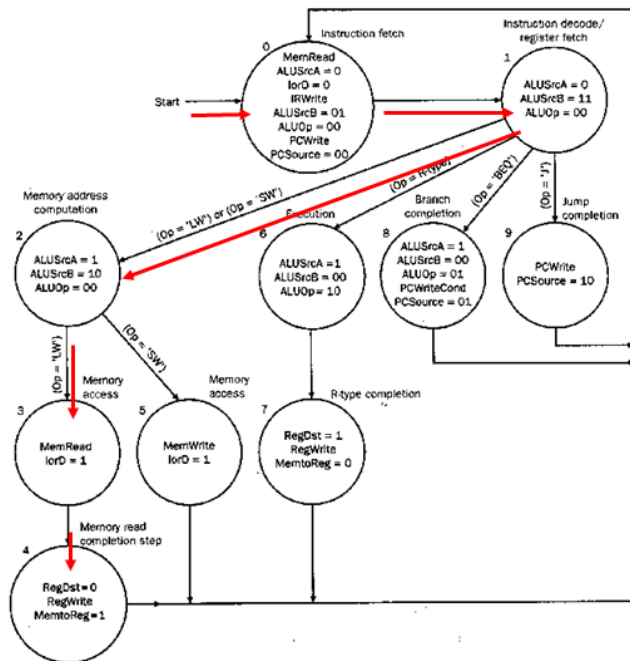 Instruction fetch
0
MemRead
ALUSrcA = 0
IorD = 0
IRWrite
ALUSrcB = 01
ALUOp = 00
PCWrite
PCSource = 00
Start
Instruction decode/
register fetch
1
ALUSrcA = 0
ALUSrcB = 11
ALUOp = 00
(Op = 'LW') or (Op = 'SW')
(Op = R-type)
(Op = 'BEQ')
(Op = 'J')
Memory address
computation
2
ALUSrcA = 1
ALUSrcB = 10
ALUOp = 00
Execution
6
ALUSrcA = 1
ALUSrcB = 00
ALUOp = 10
Branch
completion
8
ALUSrcA = 1
ALUSrcB = 00
ALUOp = 01
PCWriteCond
PCSource = 01
Jump
completion
9
PCWrite
PCSource = 10
(Op = 'LW')
(Op = 'SW')
Memory
access
3
MemRead
IorD = 1
Memory
access
5
MemWrite
IorD = 1
R-type completion
7
RegDst = 1
RegWrite
MemtoReg = 0
Memory read
completion step
4
RegDst = 0
RegWrite
MemtoReg = 1